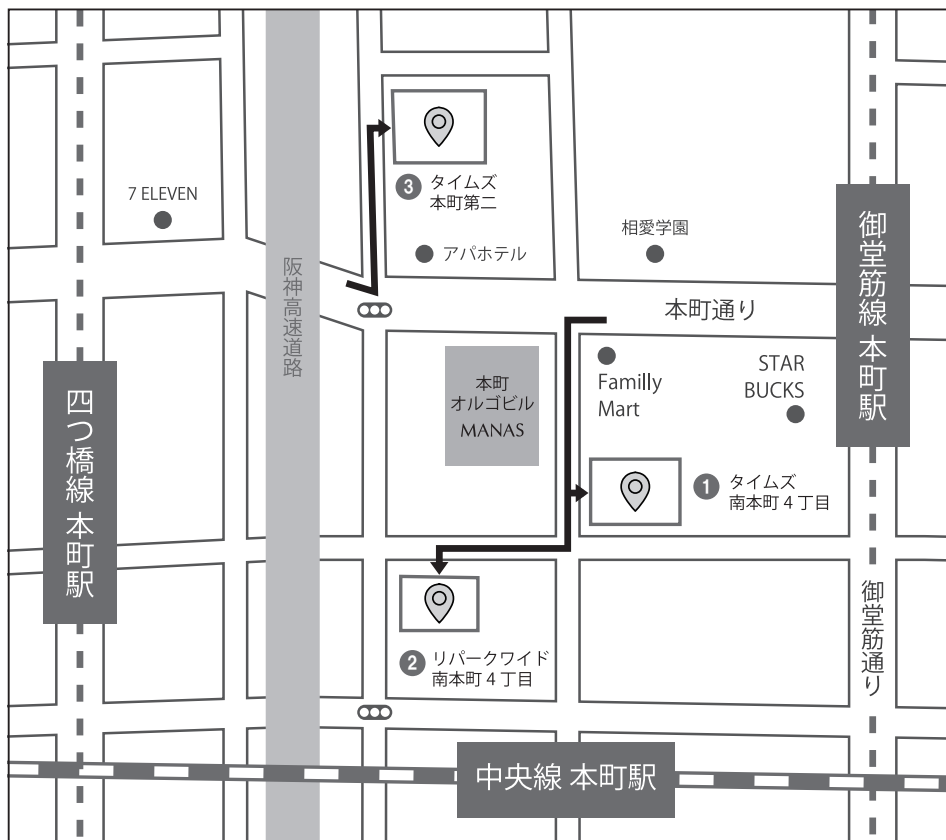 7 ELEVEN
3
タイムズ
本町第二
アパホテル
相愛学園
御堂筋線 本町駅
阪神高速道路
本町通り
四つ橋線 本町駅
本町
オルゴビル
MANAS
Familly
Mart
STAR
BUCKS
1
タイムズ
南本町 4 丁目
2
リパークワイド
南本町 4 丁目
御堂筋通り
中央線 本町駅